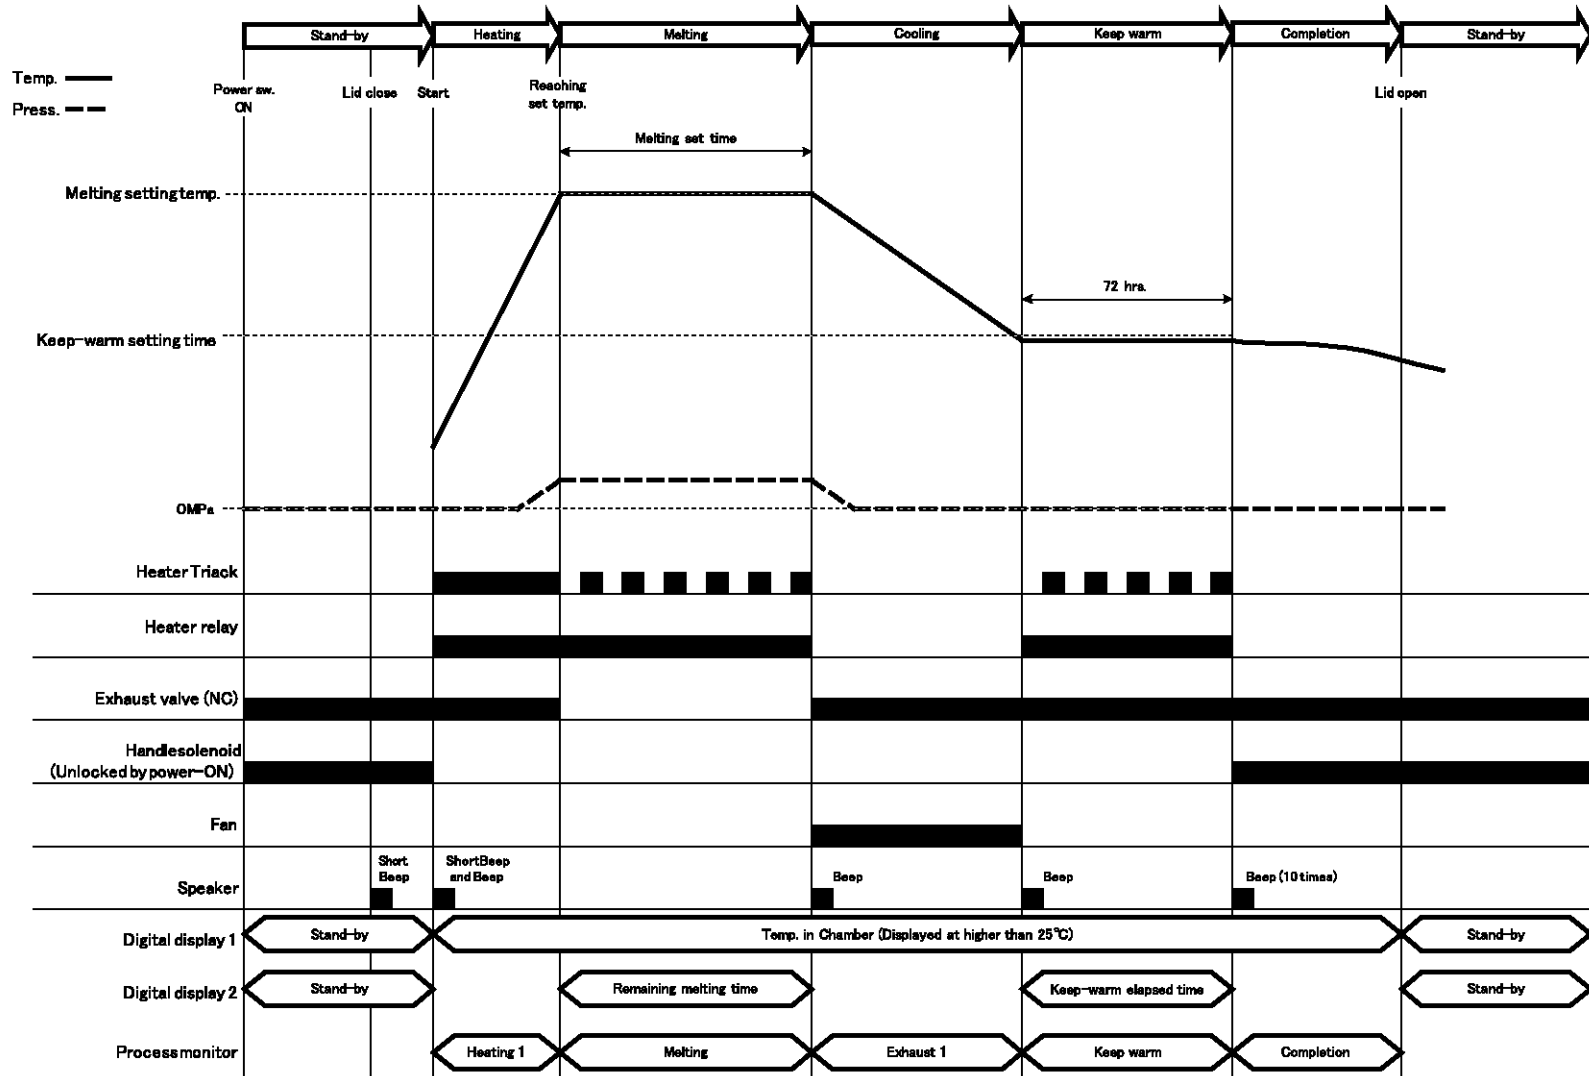 Stand-by
Heating
Melting
Cooling
Keep warm
Completion
Stand-by
Temp.
Press.
Power sw.
ON
Lid close
Start
Reaching
set temp.
Lid open
Melting set time
Melting setting temp.
72 hrs.
Keep-warm setting time
0MPa
Heater Triack
Heater relay
Exhaust valve (NC)
Handlesolenoid
(Unlocked by power-ON)
Fan
Speaker
Short
Beep
Short Beep
and Beep
Beep
Beep
Beep (10 times)
Digital display 1
Stand-by
Temp. in Chamber (Displayed at higher than 25℃)
Stand-by
Digital display 2
Stand-by
Remaining melting time
Keep-warm elapsed time
Stand-by
Process monitor
Heating 1
Melting
Exhaust 1
Keep warm
Completion